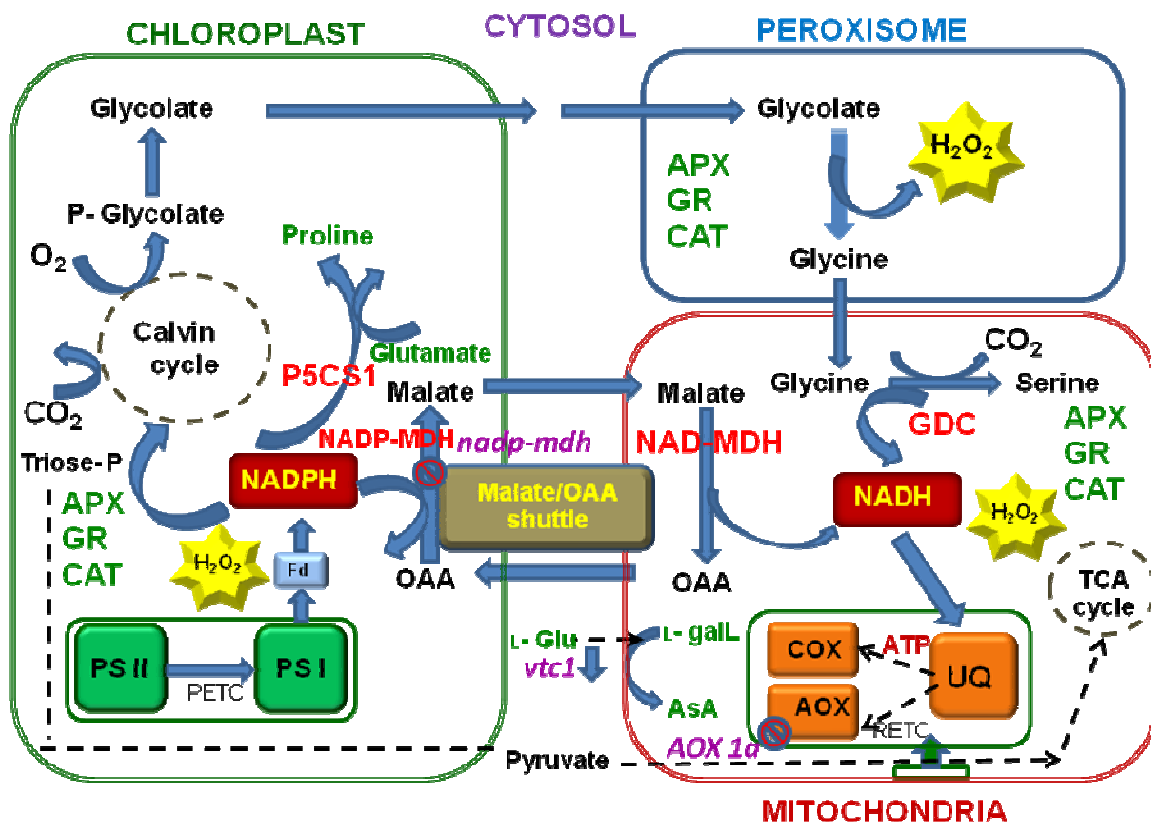 CHLOROPLAST
CYTOSOL
PEROXISOME
Glycolate
P- Glycolate
O₂
Calvin
cycle
CO₂
Triose-P
APX
GR
CAT
Proline
Glutamate
P5CS1
Malate
NADP-MDH
nadp-mdh
NADPH
Malate/OAA
shuttle
H₂O₂
Fd
OAA
PS II
PETC
PS I
Glycolate
H₂O₂
APX
GR
CAT
Glycine
Malate
NAD-MDH
OAA
Glycine
CO₂
Serine
GDC
APX
GR
CAT
NADH
H₂O₂
TCA
cycle
L- Glu
vtc1
L- galL
AsA
AOX 1a
COX
ATP
UQ
AOX
RETC
Pyruvate
MITOCHONDRIA